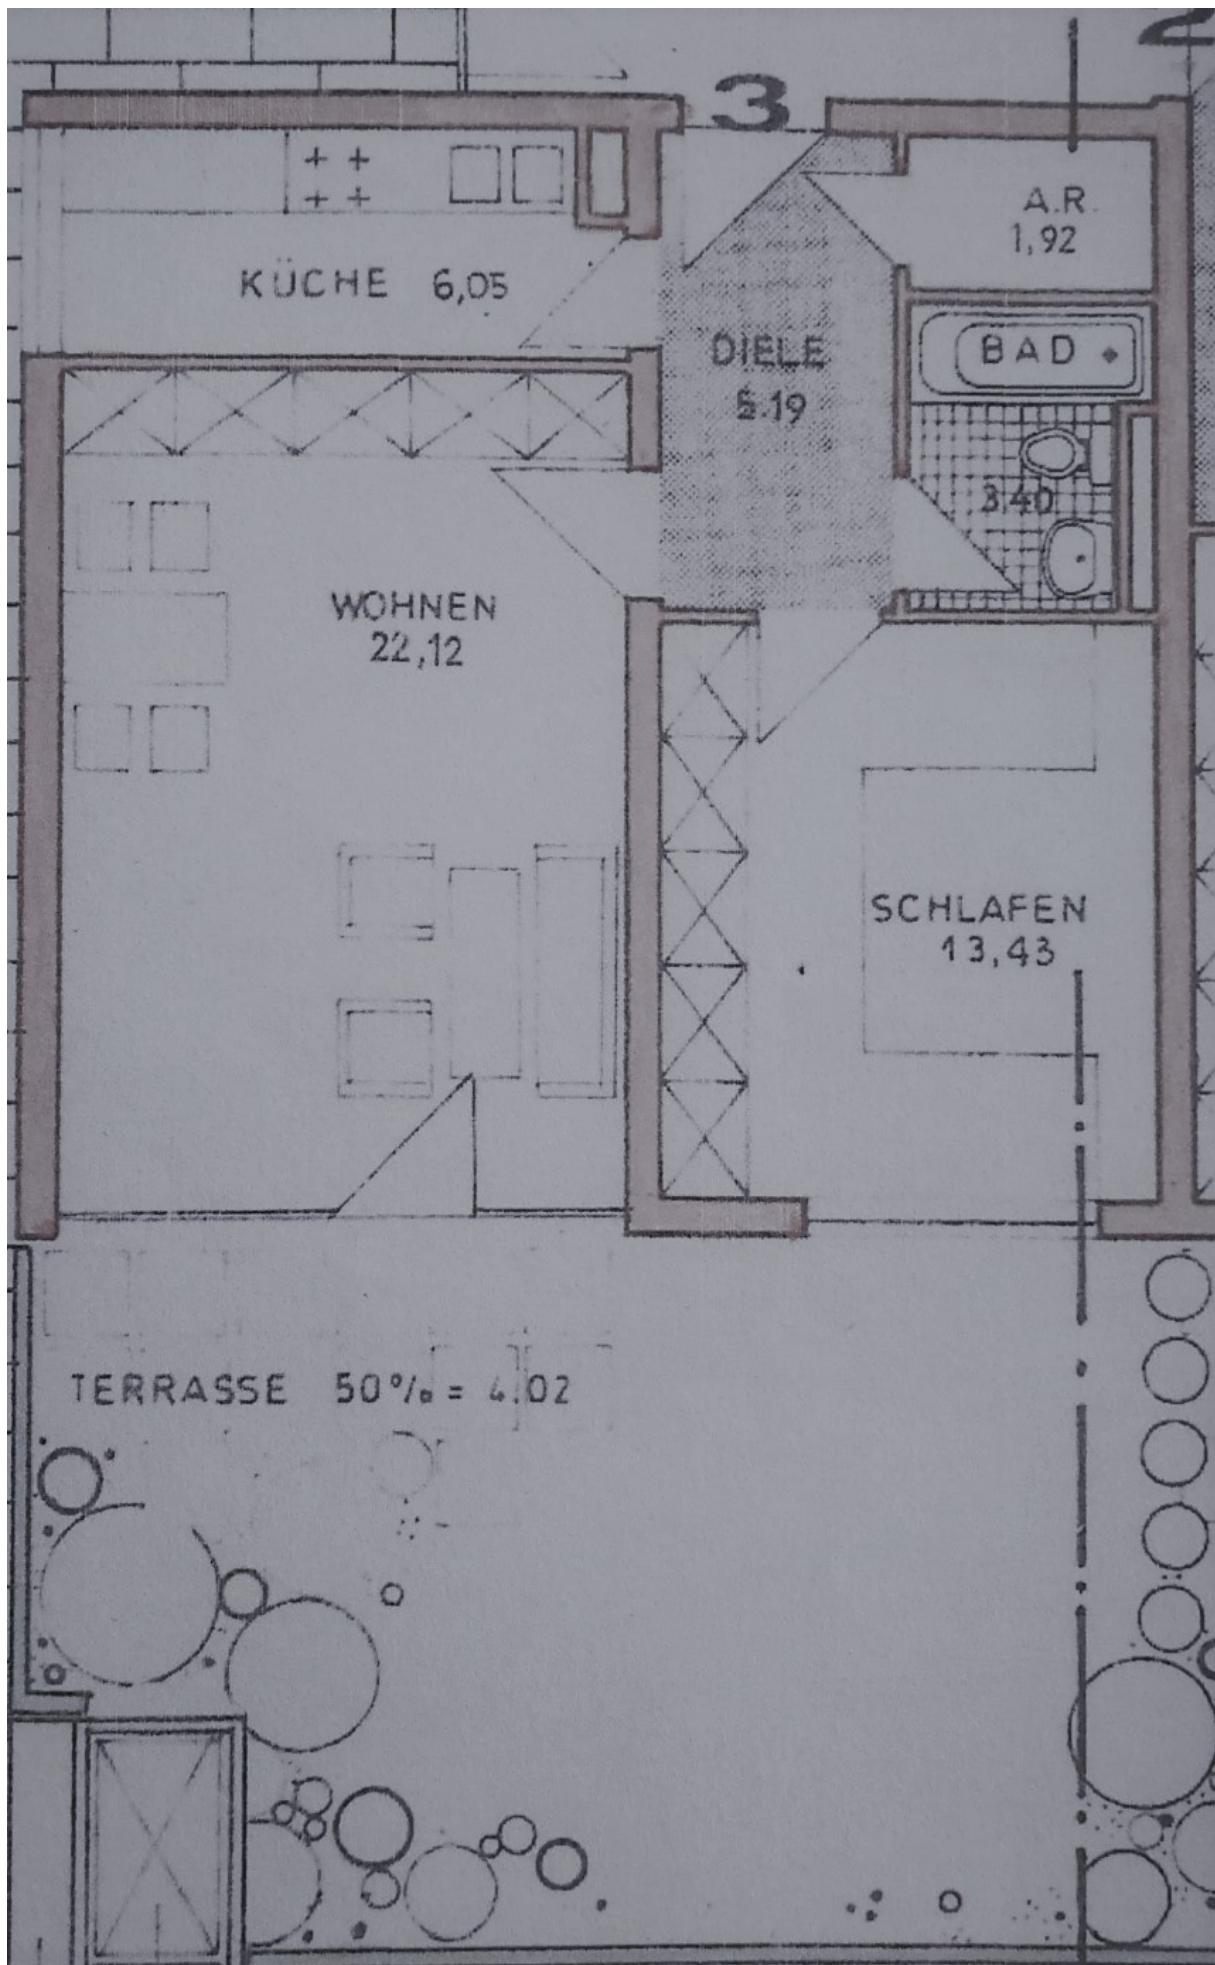 3
A.R.
1,92
KÜCHE 6,05
DIELE
5.19
BAD
3.40
WOHNEN
22,12
SCHLAFEN
13,43
TERRASSE 50% = 4.02